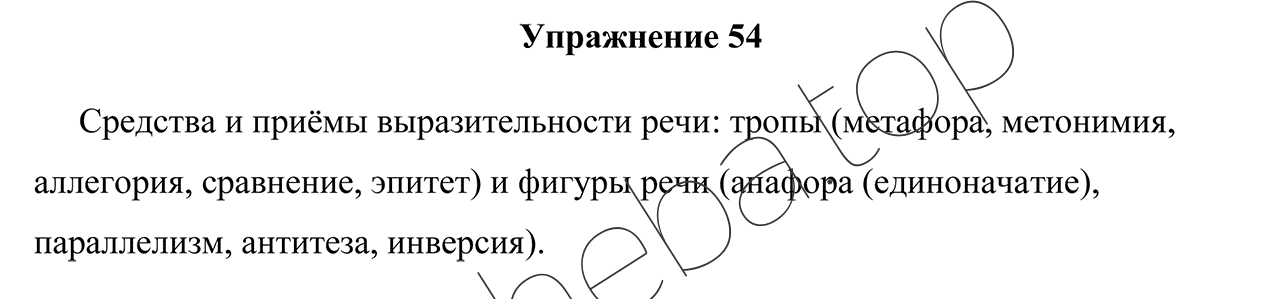 Упражнение 54
Средства и приёмы выразительности речи: тропы (метафора, метонимия,
аллегория, сравнение, эпитет) и фигуры речи (анафора (единоначатие),
параллелизм, антитеза, инверсия).